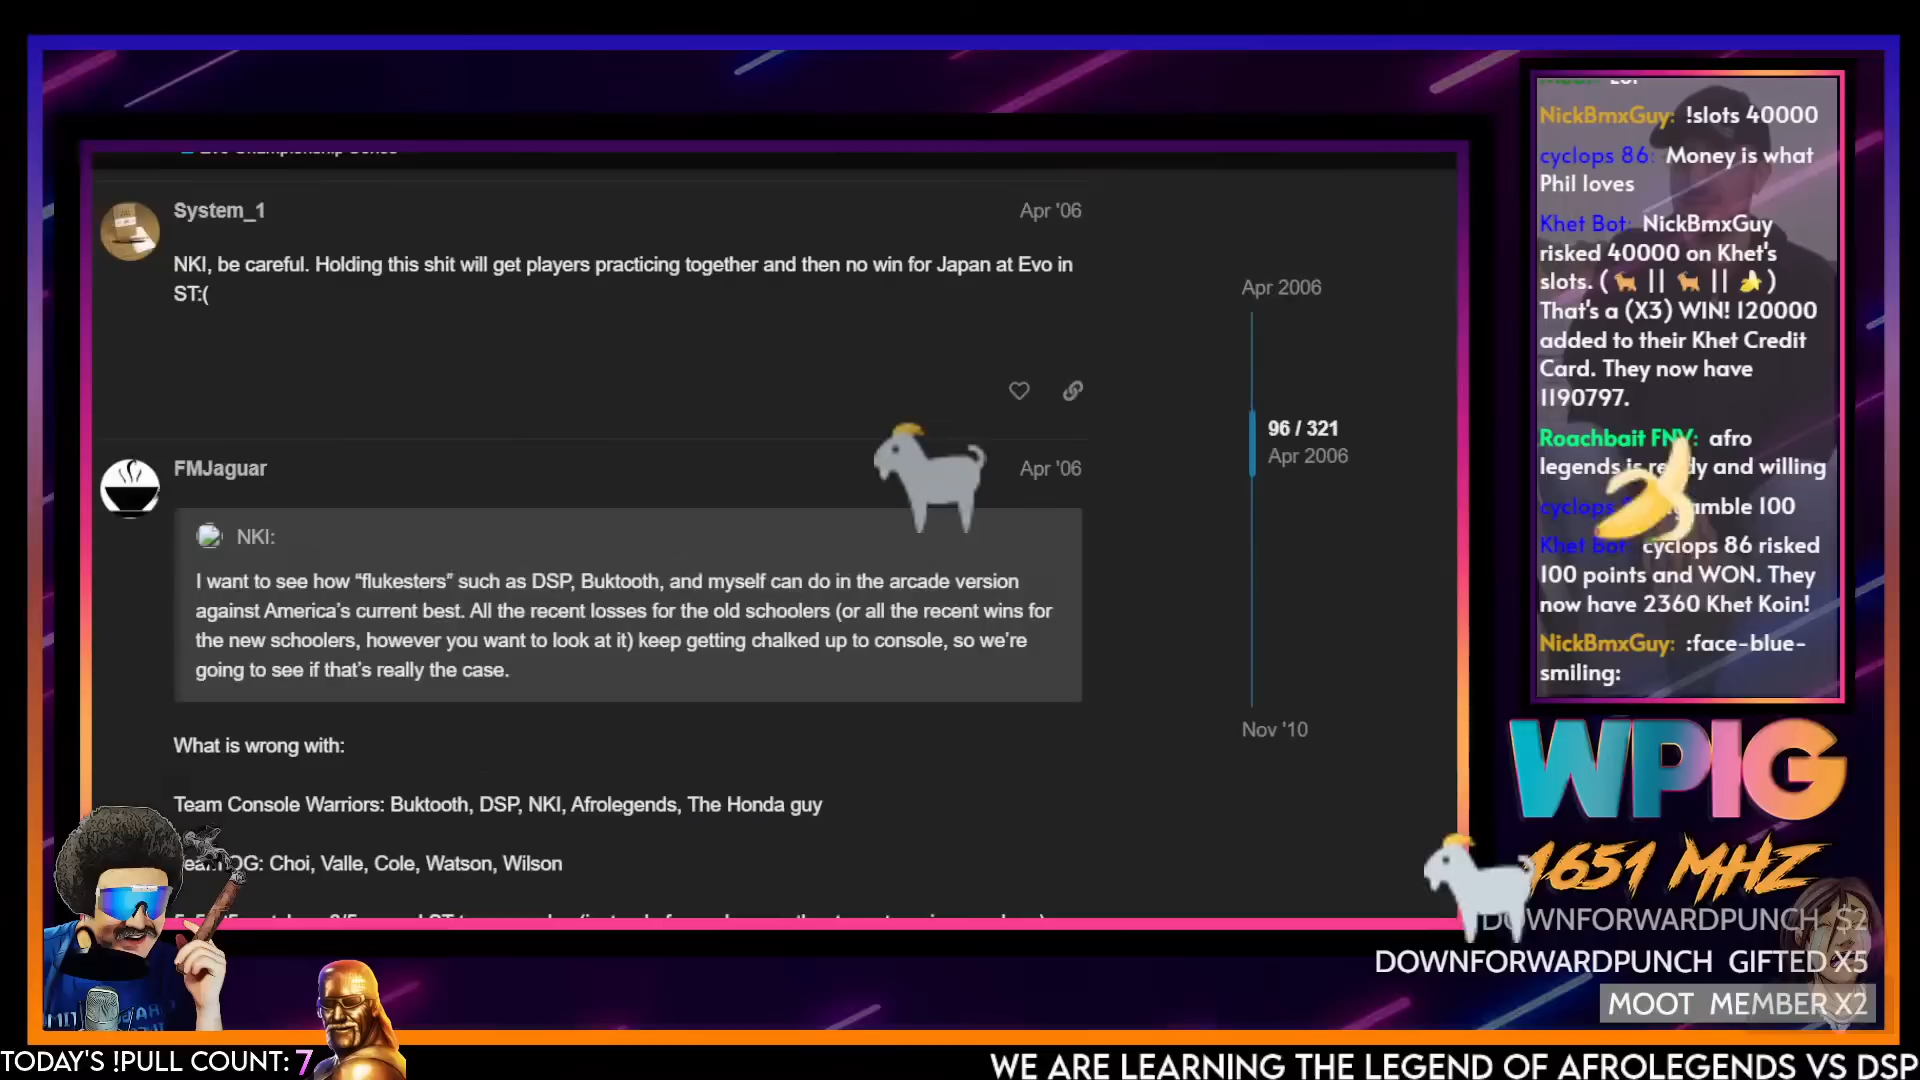 System_1
Apr '06
NKI, be careful. Holding this shit will get players practicing together and then no win for Japan at Evo in
ST:(
FMJaguar
Apr '06
NKI:
I want to see how “flukesters” such as DSP, Buktooth, and myself can do in the arcade version
against America’s current best. All the recent losses for the old schoolers (or all the recent wins for
the new schoolers, however you want to look at it) keep getting chalked up to console, so we’re
going to see if that’s really the case.
What is wrong with:
Team Console Warriors: Buktooth, DSP, NKI, Afrolegends, The Honda guy
OG: Choi, Valle, Cole, Watson, Wilson
Apr 2006
96 / 321
Apr 2006
Nov '10
NickBmxGuy: !slots 40000
cyclops 86: Money is what
Phil loves
Khet Bot: NickBmxGuy
risked 40000 on Khet's
slots. ( || || )
That's a (X3) WIN! 120000
added to their Khet Credit
Card. They now have
1190797.
Roachbait FNV: afro
legends is ready and willing
cyclops
100
Khet Bot: cyclops 86 risked
100 points and WON. They
now have 2360 Khet Koin!
NickBmxGuy: :face-blue-
smiling:
WPIG
1651 MHZ
DOWNFORWARDPUNCH $2
DOWNFORWARDPUNCH GIFTED X5
MOOT MEMBER X2
TODAY'S !PULL COUNT: 7
WE ARE LEARNING THE LEGEND OF AFROLEGENDS VS DSP